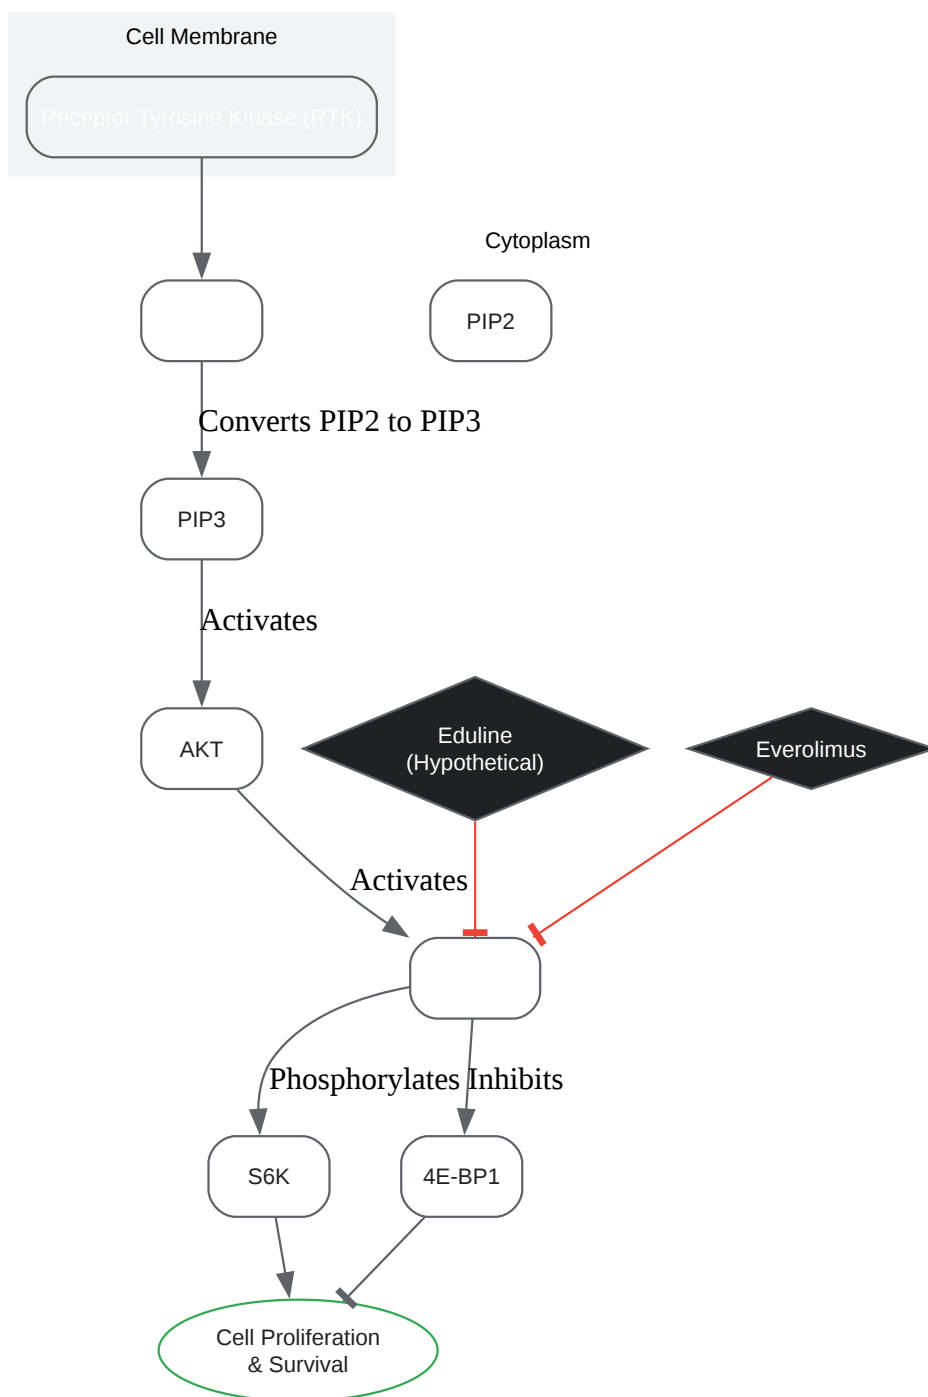 Cell Membrane
Receptor Tyrosine Kinase (RTK)
Cytoplasm
PIP2
Converts PIP2 to PIP3
PIP3
Activates
AKT
Eduline
(Hypothetical)
Everolimus
Activates
Phosphorylates
Inhibits
S6K
4E-BP1
Cell Proliferation
& Survival